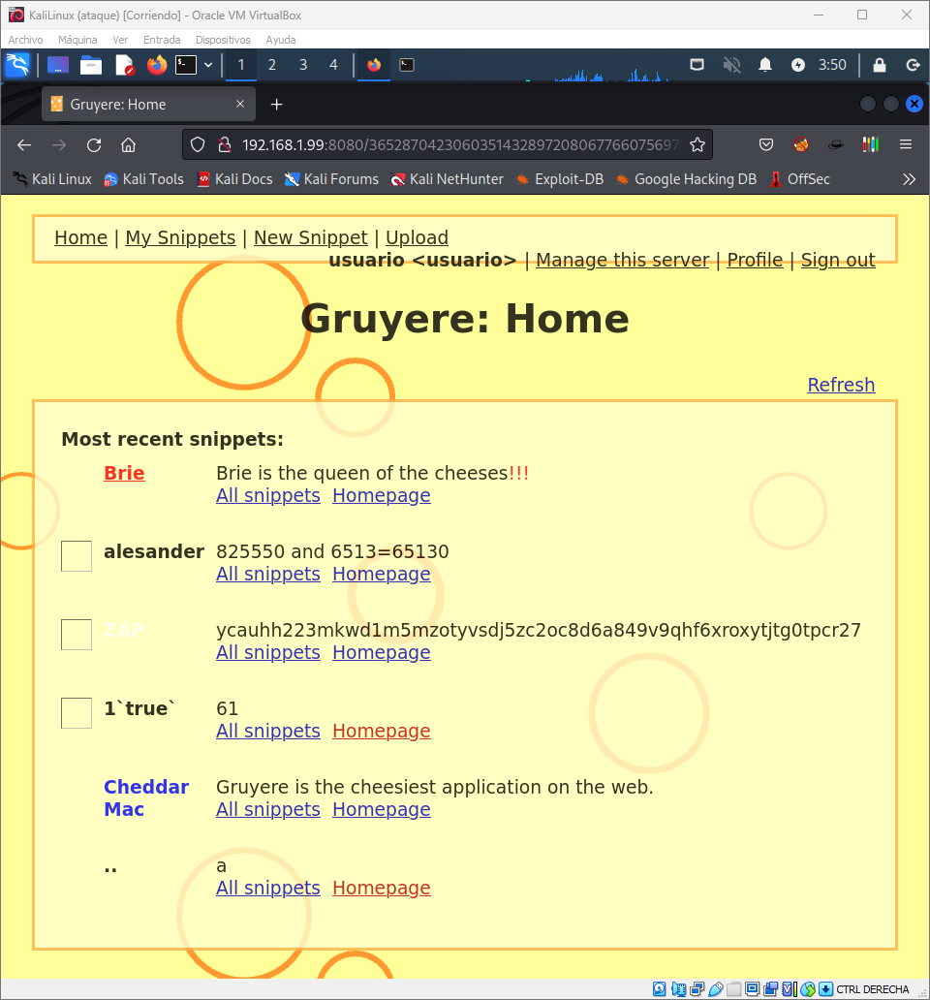 KaliLinux (ataque) [Corriendo] - Oracle VM VirtualBox
Archivo Máquina Ver Entrada Dispositivos Ayuda
1 2 3 4 3:50
Gruyere: Home
192.168.1.99:8080/365287042306035143289720806776607569
Kali Linux Kali Tools Kali Docs Kali Forums Kali NetHunter Exploit-DB Google Hacking DB OffSec
Home | My Snippets | New Snippet | Upload
usuario <usuario> | Manage this server | Profile | Sign out
Gruyere: Home
Refresh
Most recent snippets:
Brie Brie is the queen of the cheeses!!!
All snippets Homepage
alesander 825550 and 6513=65130
All snippets Homepage
ZAP ycauhh223mkwd1m5mzotyvsdj5zc2oc8d6a849v9qhf6xroxytjtg0tpcr27
All snippets Homepage
1`true` 61
All snippets Homepage
Cheddar Gruyere is the cheesiest application on the web.
Mac All snippets Homepage
.. a
All snippets Homepage
CTRL DERECHA